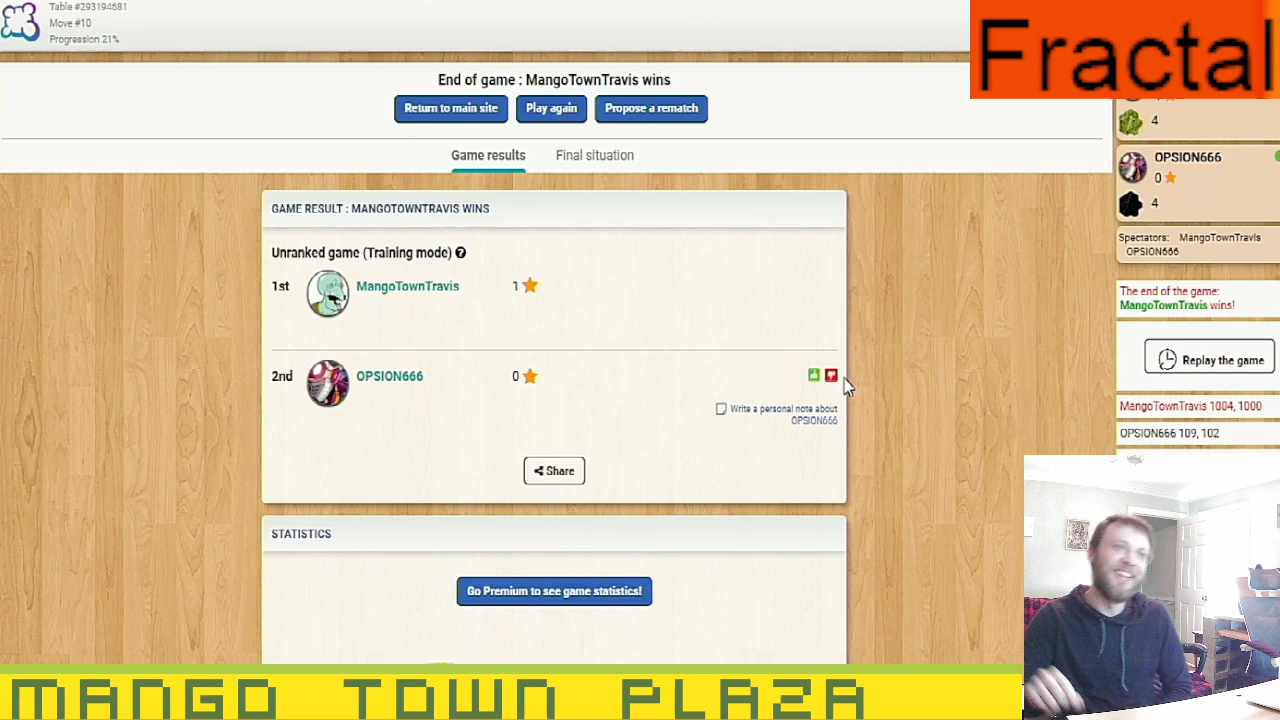 Table #293194681
Move #10
Progression 21%
Fractal
End of game : MangoTownTravis wins
Return to main site
Play again
Propose a rematch
4
Game results
Final situation
OPSION666
0
4
GAME RESULT : MANGOTOWNTRAVIS WINS
Spectators: MangoTownTravis
OPSION666
Unranked game (Training mode)
1st MangoTownTravis 1
The end of the game:
MangoTownTravis wins!
Replay the game
2nd OPSION666 0
Write a personal note about
OPSION666
MangoTownTravis 1004, 1000
OPSION666 109, 102
Share
STATISTICS
Go Premium to see game statistics!
MANGO TOWN PLAZA